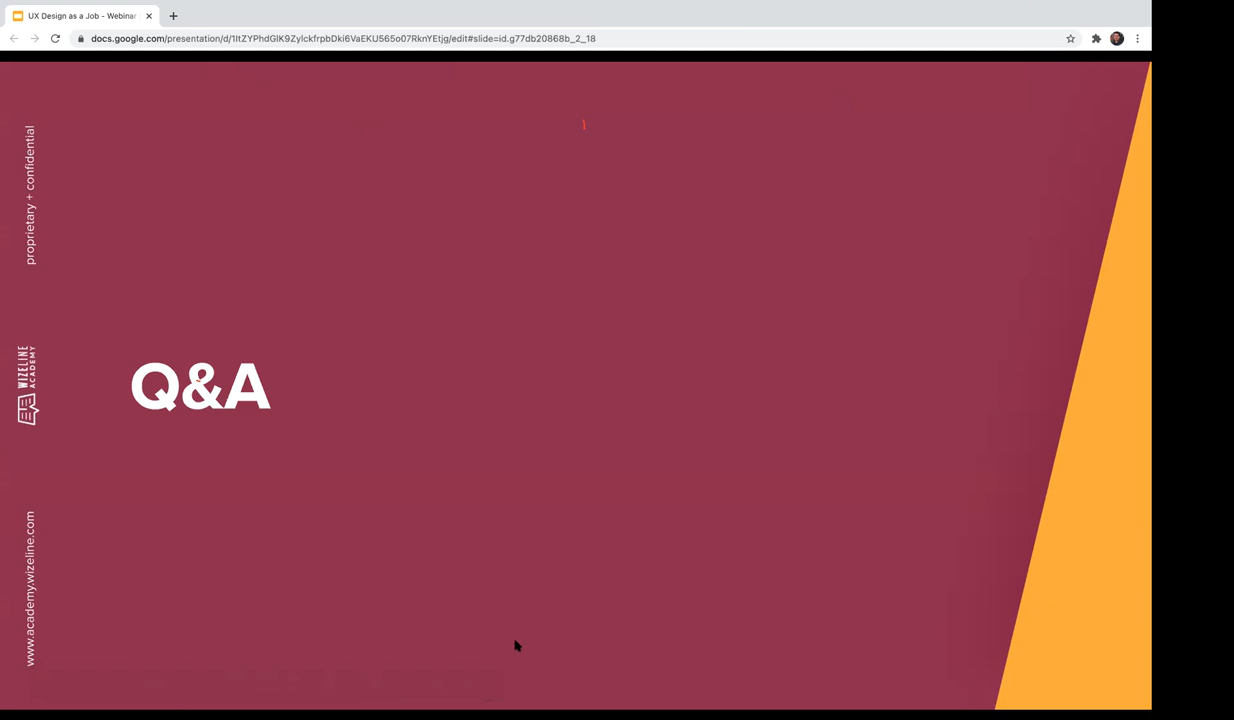 UX Design as a Job - Webinar
docs.google.com/presentation/d/1ItZYPhdGlK9ZylckfrpbDki6VaEKU565o07RknYEtjg/edit#slide=id.g77db20868b_2_18
proprietary + confidential
WIZELINE
ACADEMY
www.academy.wizeline.com
Q&A